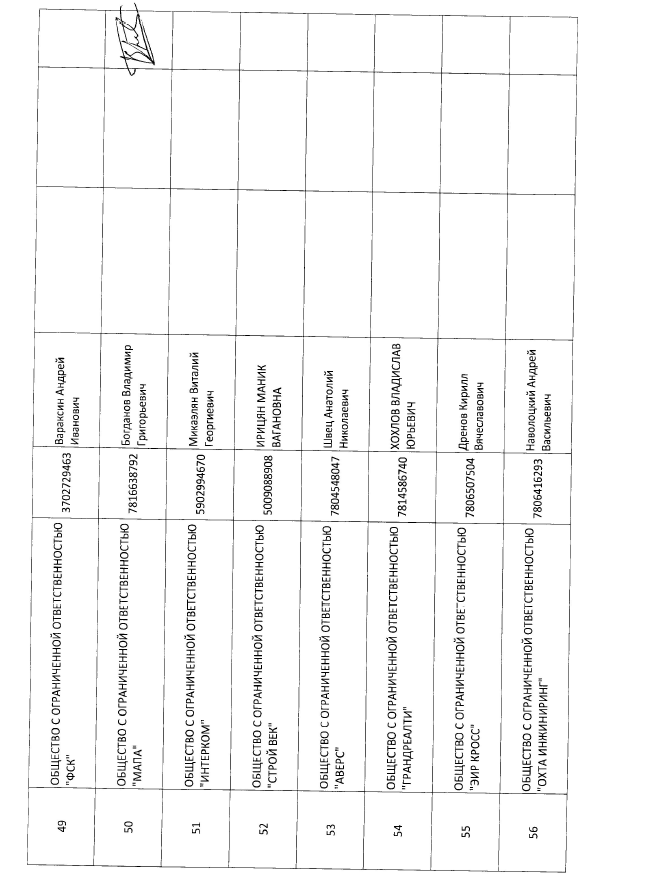 49
ОБЩЕСТВО С ОГРАНИЧЕННОЙ ОТВЕТСТВЕННОСТЬЮ
"ФСК"
3702729463
Вараксин Андрей
Иванович
50
ОБЩЕСТВО С ОГРАНИЧЕННОЙ ОТВЕТСТВЕННОСТЬЮ
"МАПА"
7816638792
Богданов Владимир
Григорьевич
51
ОБЩЕСТВО С ОГРАНИЧЕННОЙ ОТВЕТСТВЕННОСТЬЮ
"ИНТЕРКОМ"
5902994670
Микаэлян Виталий
Георгиевич
52
ОБЩЕСТВО С ОГРАНИЧЕННОЙ ОТВЕТСТВЕННОСТЬЮ
"СТРОЙ ВЕК"
5009088908
ИРИЦЯН МАНИК
ВАГАНОВНА
53
ОБЩЕСТВО С ОГРАНИЧЕННОЙ ОТВЕТСТВЕННОСТЬЮ
"АВЕРС"
7804548047
Швец Анатолий
Николаевич
54
ОБЩЕСТВО С ОГРАНИЧЕННОЙ ОТВЕТСТВЕННОСТЬЮ
"ГРАНДРЕАЛТИ"
7814586740
ХОХЛОВ ВЛАДИСЛАВ
ЮРЬЕВИЧ
55
ОБЩЕСТВО С ОГРАНИЧЕННОЙ ОТВЕТСТВЕННОСТЬЮ
"ЭИР КРОСС"
7806507504
Дренов Кирилл
Вячеславович
56
ОБЩЕСТВО С ОГРАНИЧЕННОЙ ОТВЕТСТВЕННОСТЬЮ
"ОХТА ИНЖИНИРИНГ"
7806416293
Наволоцкий Андрей
Васильевич